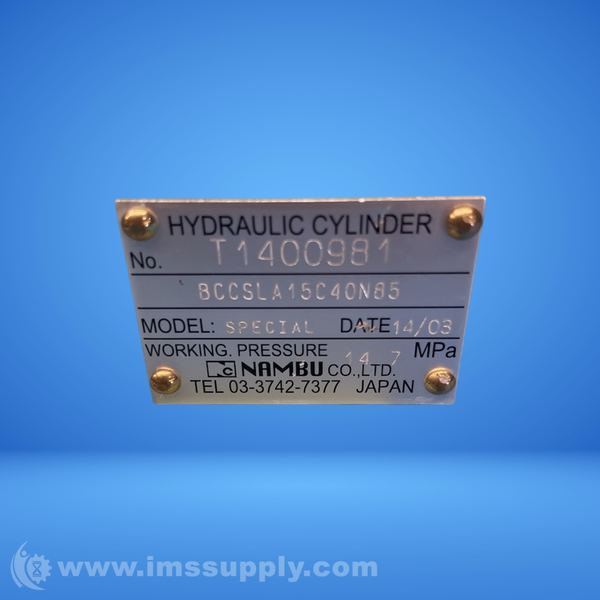 HYDRAULIC CYLINDER
No. T1400981
BCCSLA15C40N65
MODEL: SPECIAL DATE 14/03
WORKING. PRESSURE 14.7 MPa
NAMBU CO.,LTD.
TEL 03-3742-7377 JAPAN
www.imssupply.com